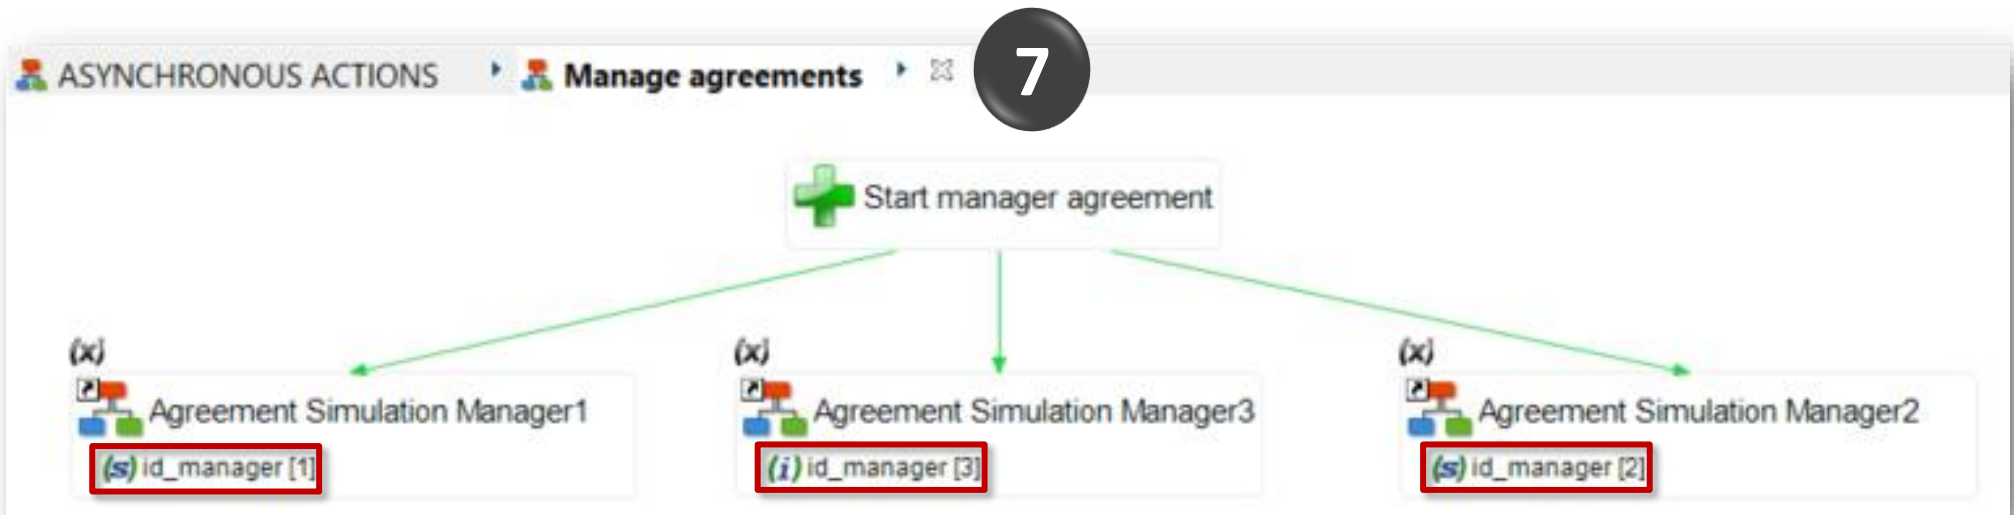 ASYNCHRONOUS ACTIONS Manage agreements 7
Start manager agreement
(x) (x) (x)
Agreement Simulation Manager1 Agreement Simulation Manager3 Agreement Simulation Manager2
(s) id_manager [1] (i) id_manager [3] (s) id_manager [2]